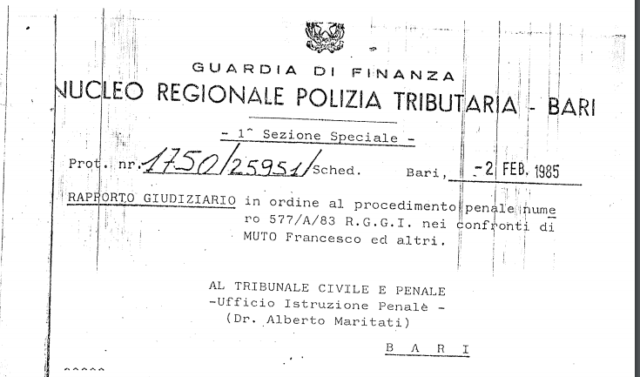 GUARDIA DI FINANZA
NUCLEO REGIONALE POLIZIA TRIBUTARIA - BARI
- 1^ Sezione Speciale -
Prot. nr. 1750/25951/Sched. Bari, -2 FEB. 1985
RAPPORTO GIUDIZIARIO in ordine al procedimento penale nume
ro 577/A/83 R.G.G.I. nei confronti di
MUTO Francesco ed altri.
AL TRIBUNALE CIVILE E PENALE
-Ufficio Istruzione Penale -
(Dr. Alberto Maritati)
B A R I
^^^^^